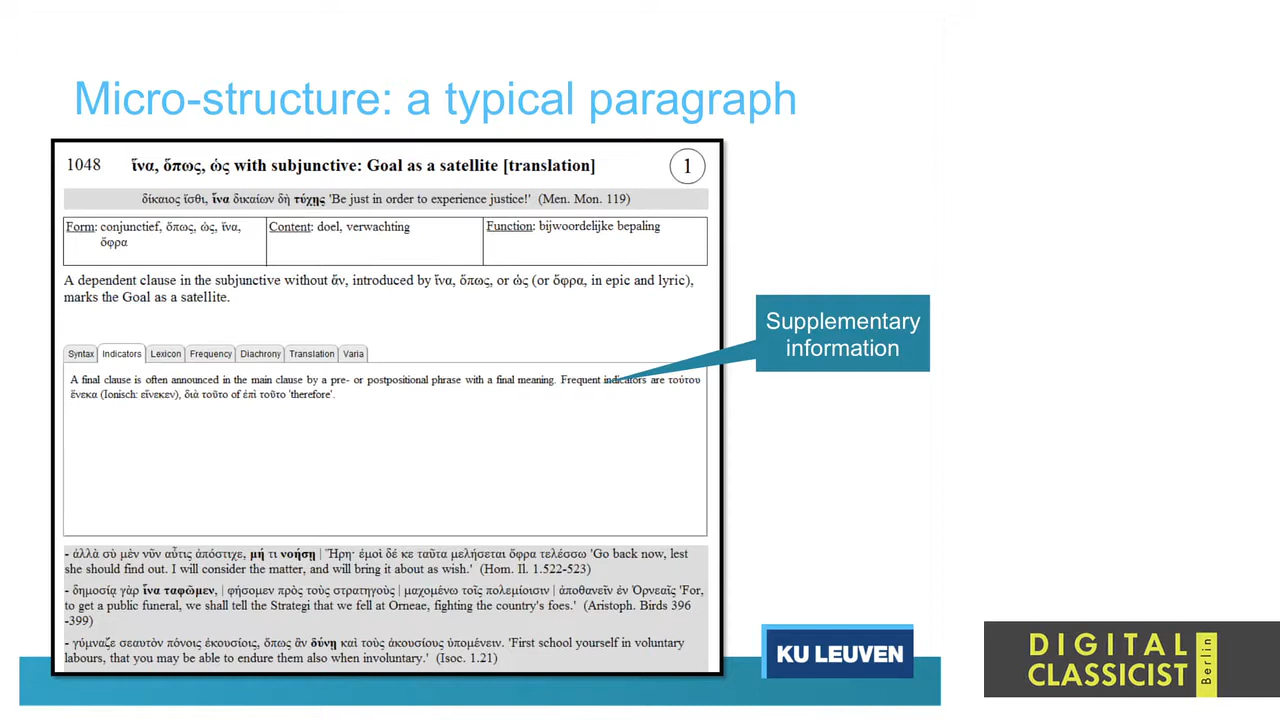 Micro-structure: a typical paragraph
1048 ἵνα, ὅπως, ὡς with subjunctive: Goal as a satellite [translation] 1
δίκαιος ἴσθι, ἵνα δικαίων δὴ τύχῃς 'Be just in order to experience justice!' (Men. Mon. 119)
Form: conjunctief, ὅπως, ὡς, ἵνα,
ὄφρα
Content: doel, verwachting
Function: bijwoordelijke bepaling
A dependent clause in the subjunctive without ἄν, introduced by ἵνα, ὅπως, or ὡς (or ὄφρα, in epic and lyric),
marks the Goal as a satellite.
Supplementary
information
Syntax Indicators Lexicon Frequency Diachrony Translation Varia
A final clause is often announced in the main clause by a pre- or postpositional phrase with a final meaning. Frequent indicators are τούτου
ἕνεκα (Ionisch: εἵνεκεν), διὰ τοῦτο of ἐπὶ τοῦτο 'therefore'.
- ἀλλὰ σὺ μὲν νῦν αὖτις ἀπόστιχε, μή τι νοήσῃ | Ἥρη· ἐμοὶ δέ κε ταῦτα μελήσεται ὄφρα τελέσσω 'Go back now, lest
she should find out. I will consider the matter, and will bring it about as wish.' (Hom. Il. 1.522-523)
- δημοσίᾳ γὰρ ἵνα ταφῶμεν, | φήσομεν πρὸς τοὺς στρατηγοὺς | μαχομένω τοῖς πολεμίοισιν | ἀποθανεῖν ἐν Ὀρνεαῖς 'For,
to get a public funeral, we shall tell the Strategi that we fell at Orneae, fighting the country's foes.' (Aristoph. Birds 396
-399)
- γύμναζε σεαυτὸν πόνοις ἑκουσίοις, ὅπως ἂν δύνῃ καὶ τοὺς ἀκουσίους ὑπομένειν. 'First school yourself in voluntary
labours, that you may be able to endure them also when involuntary.' (Isoc. 1.21)
KU LEUVEN
DIGITAL
CLASSICIST
Berlin